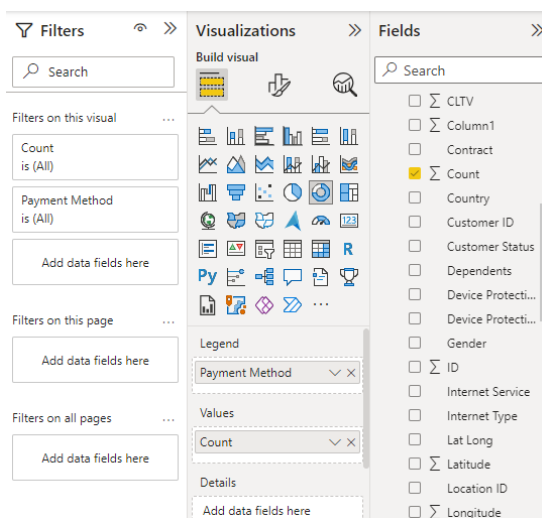 Filters
Search
Filters on this visual
Count
is (All)
Payment Method
is (All)
Add data fields here
Filters on this page
Add data fields here
Filters on all pages
Add data fields here
Visualizations
Build visual
123
R
Py
Legend
Payment Method
Values
Count
Details
Add data fields here
Fields
Search
∑ CLTV
∑ Column1
Contract
∑ Count
Country
Customer ID
Customer Status
Dependents
Device Protecti...
Device Protecti...
Gender
∑ ID
Internet Service
Internet Type
Lat Long
∑ Latitude
Location ID
∑ Longitude